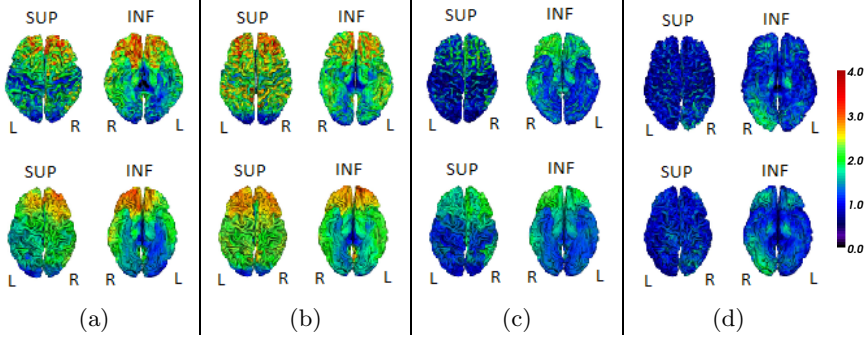 SUP INF SUP INF SUP INF SUP INF
L R R L L R R L L R R L L R R L
SUP INF SUP INF SUP INF SUP INF
L R R L L R R L L R R L L R R L
4.0
3.0
2.0
1.0
0.0
(a) (b) (c) (d)